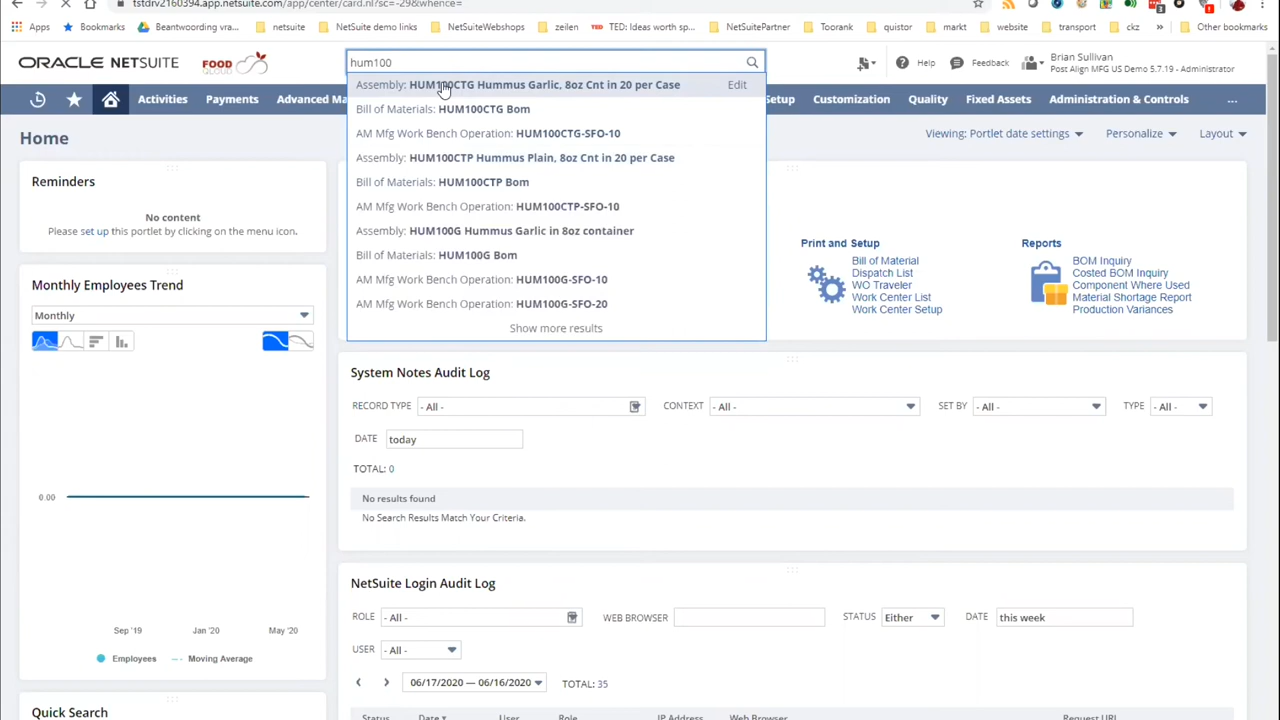 tstdrv2160394.app.netsuite.com/app/center/card.nl?sc=-29&whence=
Apps Bookmarks Beantwoording vra... netsuite NetSuite demo links NetSuiteWebshops zeilen TED: Ideas worth sp... NetSuitePartner Toorank quistor markt website transport ckz » Other bookmarks
ORACLE NETSUITE FOOD QLOUD hum100 Help Feedback Brian Sullivan
Post Align MFG US Demo 5.7.19 - Administrator
Activities Payments Advanced Ma Setup Customization Quality Fixed Assets Administration & Controls ...
Assembly: HUM100CTG Hummus Garlic, 8oz Cnt in 20 per Case Edit
Bill of Materials: HUM100CTG Bom
AM Mfg Work Bench Operation: HUM100CTG-SFO-10
Assembly: HUM100CTP Hummus Plain, 8oz Cnt in 20 per Case
Bill of Materials: HUM100CTP Bom
AM Mfg Work Bench Operation: HUM100CTP-SFO-10
Assembly: HUM100G Hummus Garlic in 8oz container
Bill of Materials: HUM100G Bom
AM Mfg Work Bench Operation: HUM100G-SFO-10
AM Mfg Work Bench Operation: HUM100G-SFO-20
Show more results
Home
Viewing: Portlet date settings Personalize Layout
Reminders
No content
Please set up this portlet by clicking on the menu icon.
Monthly Employees Trend
Monthly
0.00
Sep '19 Jan '20 May '20
Employees Moving Average
Quick Search
Print and Setup
Bill of Material
Dispatch List
WO Traveler
Work Center List
Work Center Setup
Reports
BOM Inquiry
Costed BOM Inquiry
Component Where Used
Material Shortage Report
Production Variances
System Notes Audit Log
RECORD TYPE - All - CONTEXT - All - SET BY - All - TYPE - All -
DATE today
TOTAL: 0
No results found
No Search Results Match Your Criteria.
NetSuite Login Audit Log
ROLE - All - WEB BROWSER STATUS Either DATE this week
USER - All -
06/17/2020 — 06/16/2020 TOTAL: 35
Status Date User Role IP Address Web Browser Request URL